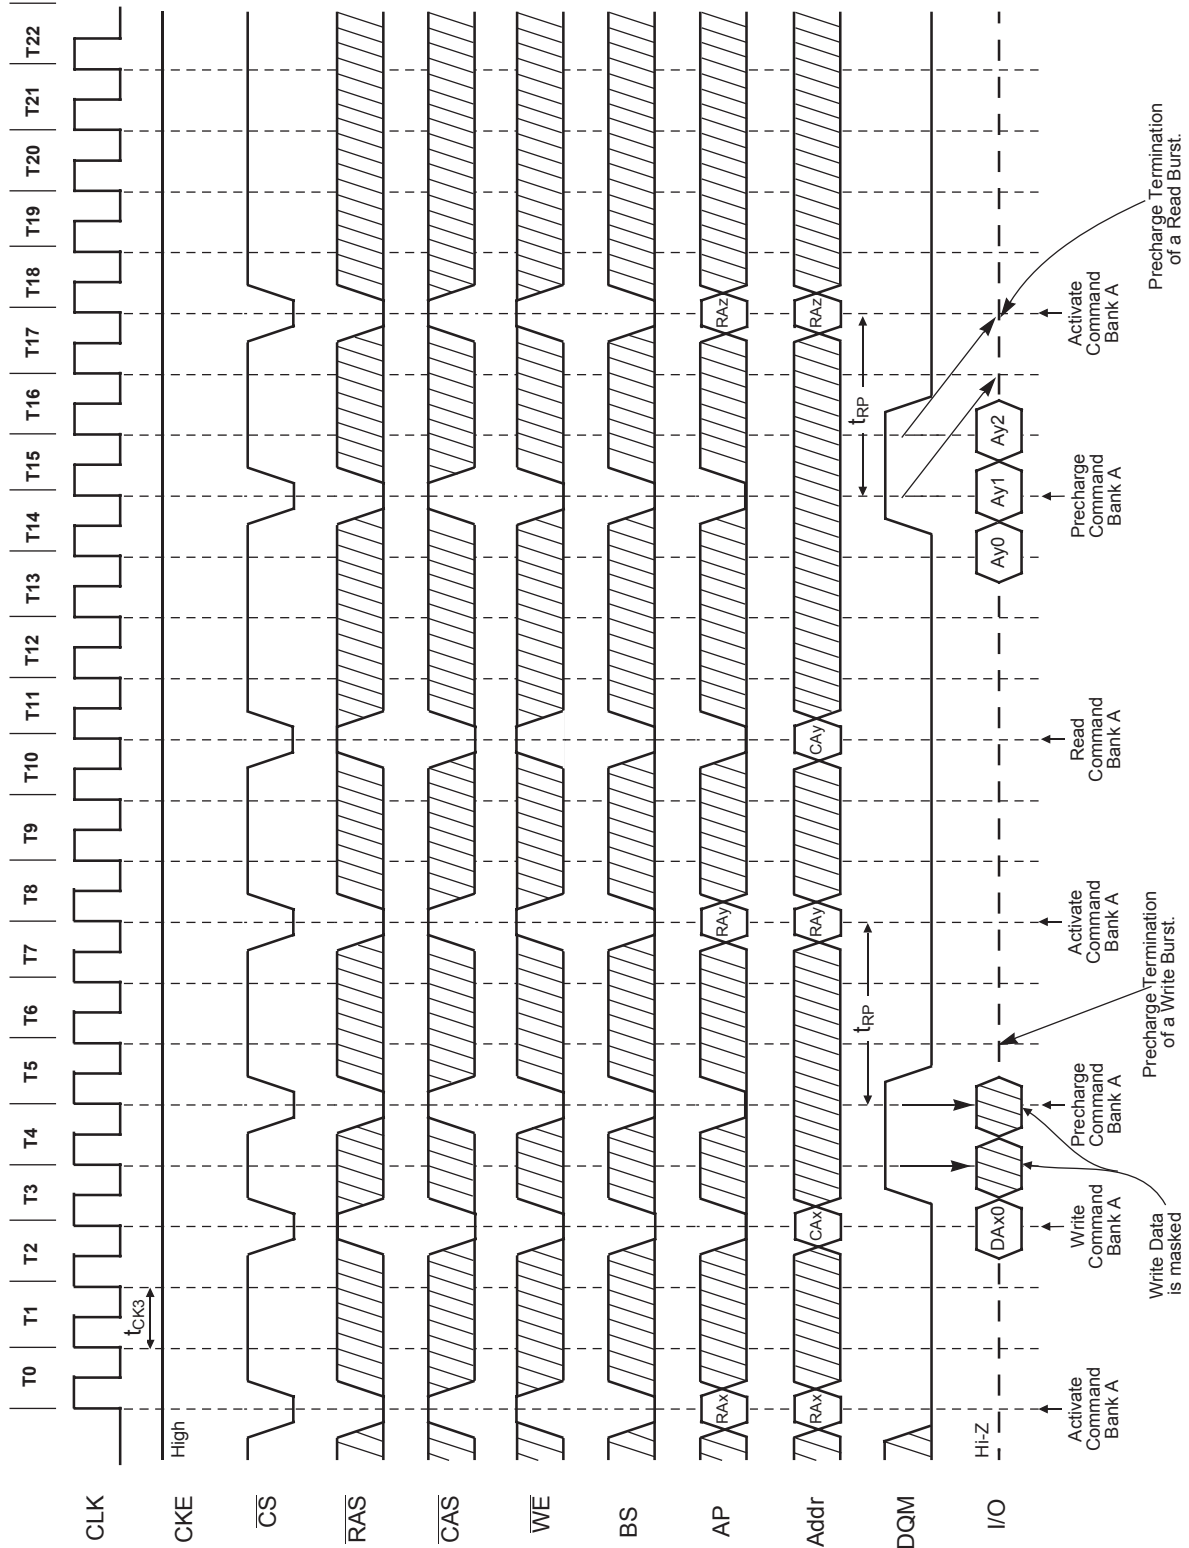 T0 T1 T2 T3 T4 T5 T6 T7 T8 T9 T10 T11 T12 T13 T14 T15 T16 T17 T18 T19 T20 T21 T22
CLK
tCK3
CKE
High
CS
RAS
CAS
WE
BS
AP
RAx
RAy
RAz
Addr
RAx
CAx
RAy
CAy
RAz
tRP
tRP
DQM
I/O
Hi-Z
DAx0
Ay0
Ay1
Ay2
Activate
Command
Bank A
Write
Command
Bank A
Precharge
Command
Bank A
Activate
Command
Bank A
Read
Command
Bank A
Precharge
Command
Bank A
Activate
Command
Bank A
Write Data
is masked
Precharge Termination
of a Write Burst.
Precharge Termination
of a Read Burst.